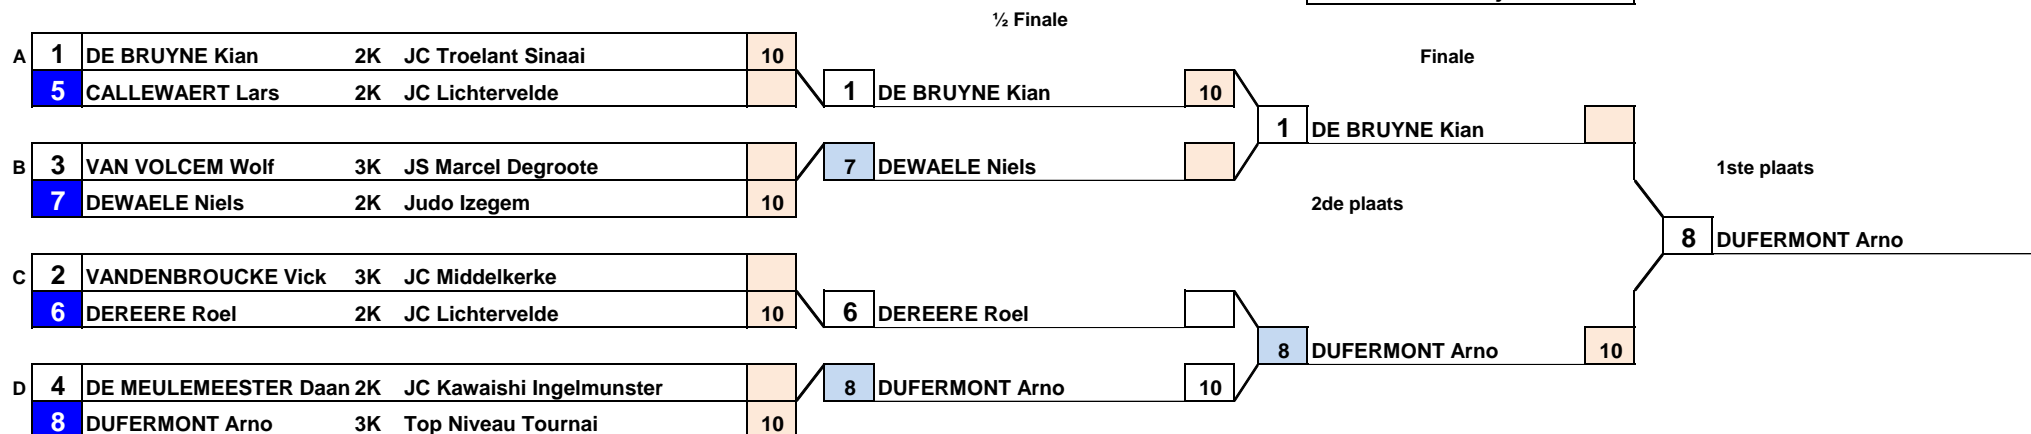 ½ Finale
A 1 DE BRUYNE Kian 2K JC Troelant Sinaai 10
Finale
5 CALLEWAERT Lars 2K JC Lichtervelde
1 DE BRUYNE Kian 10
1 DE BRUYNE Kian
B 3 VAN VOLCEM Wolf 3K JS Marcel Degroote
7 DEWAELE Niels
1ste plaats
7 DEWAELE Niels 2K Judo Izegem 10
2de plaats
8 DUFERMONT Arno
C 2 VANDENBROUCKE Vick 3K JC Middelkerke
6 DEREERE Roel 2K JC Lichtervelde 10
6 DEREERE Roel
8 DUFERMONT Arno 10
D 4 DE MEULEMEESTER Daan 2K JC Kawaishi Ingelmunster
8 DUFERMONT Arno 10
8 DUFERMONT Arno 3K Top Niveau Tournai 10